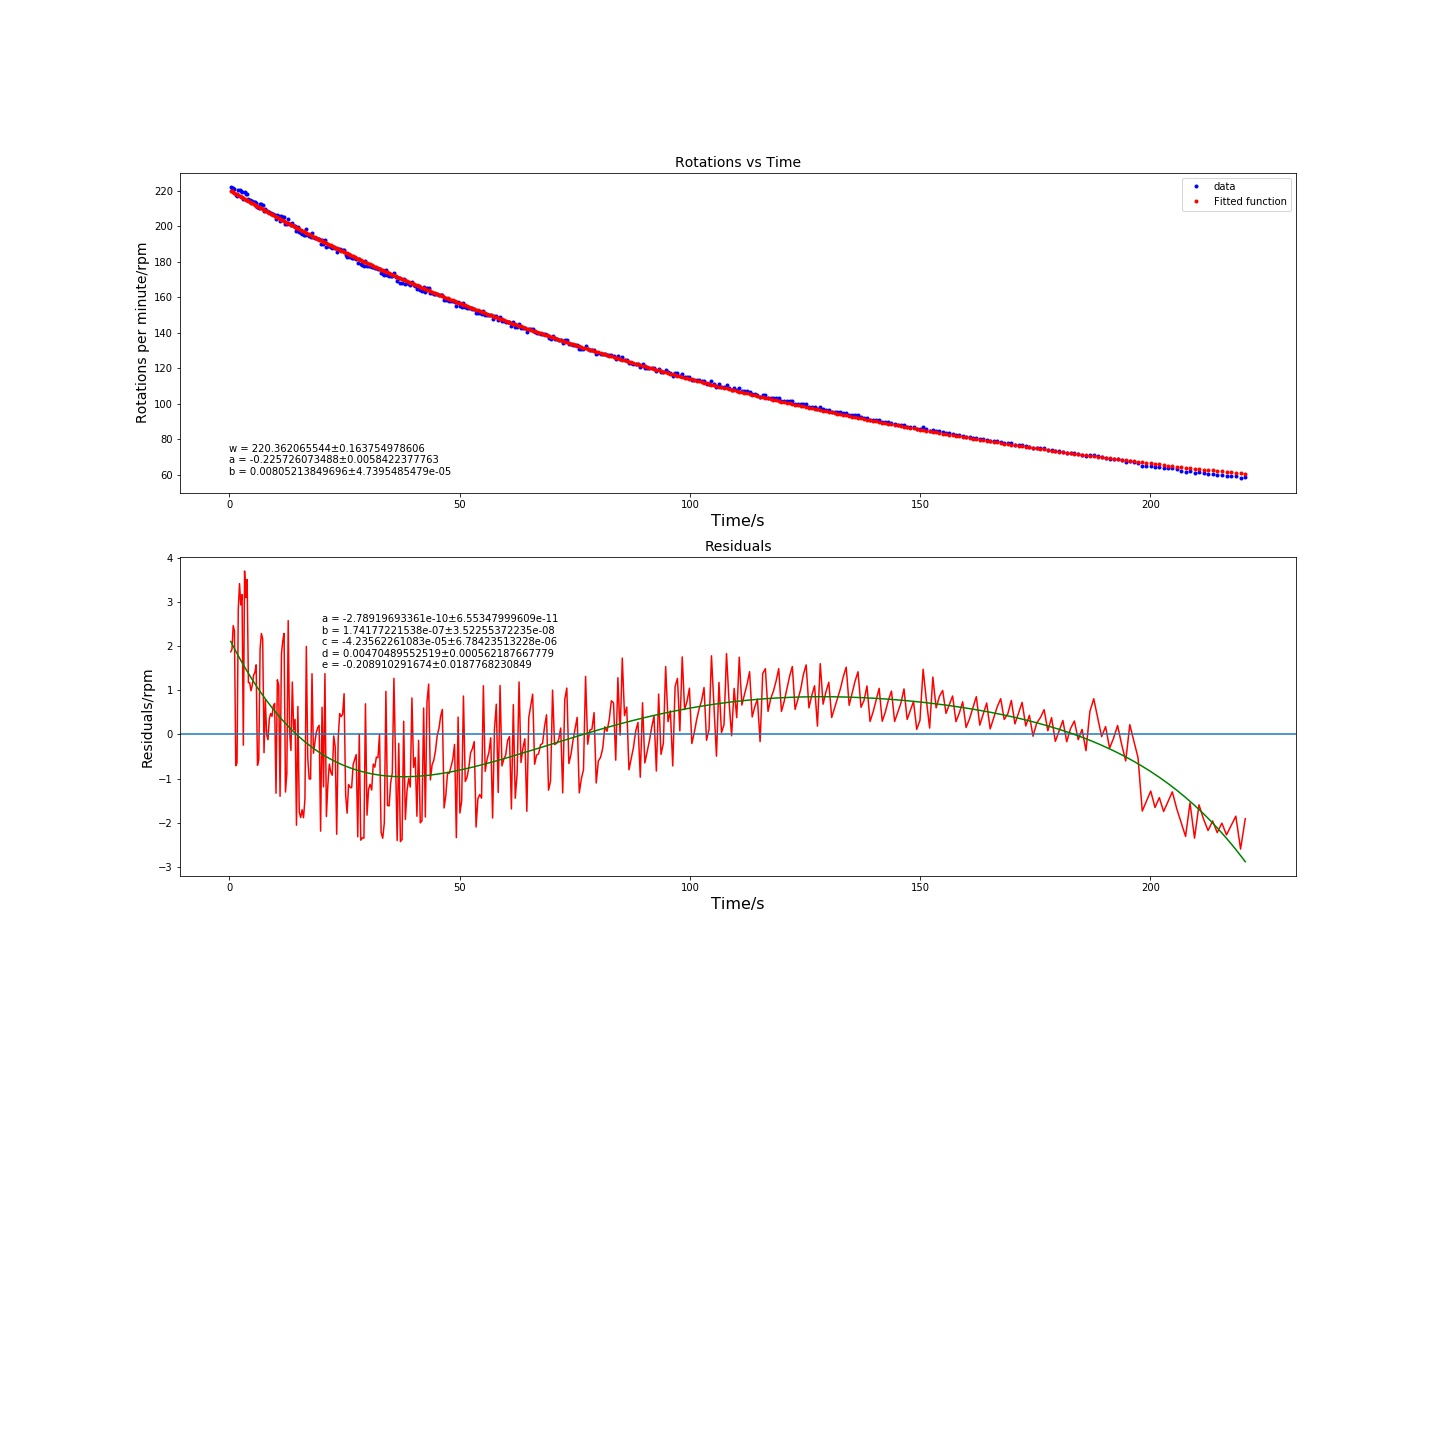 Rotations vs Time
data
Fitted function
Rotations per minute/rpm
220
200
180
160
140
120
100
80
60
w = 220.362065544±0.163754978606
a = -0.225726073488±0.0058422377763
b = 0.00805213849696±4.7395485479e-05
0 50 100 150 200
Time/s
Residuals
Residuals/rpm
4
3
2
1
0
−1
−2
−3
a = -2.78919693361e-10±6.55347999609e-11
b = 1.74177221538e-07±3.52255372235e-08
c = -4.23562261083e-05±6.78423513228e-06
d = 0.00470489552519±0.000562187667779
e = -0.208910291674±0.0187768230849
0 50 100 150 200
Time/s